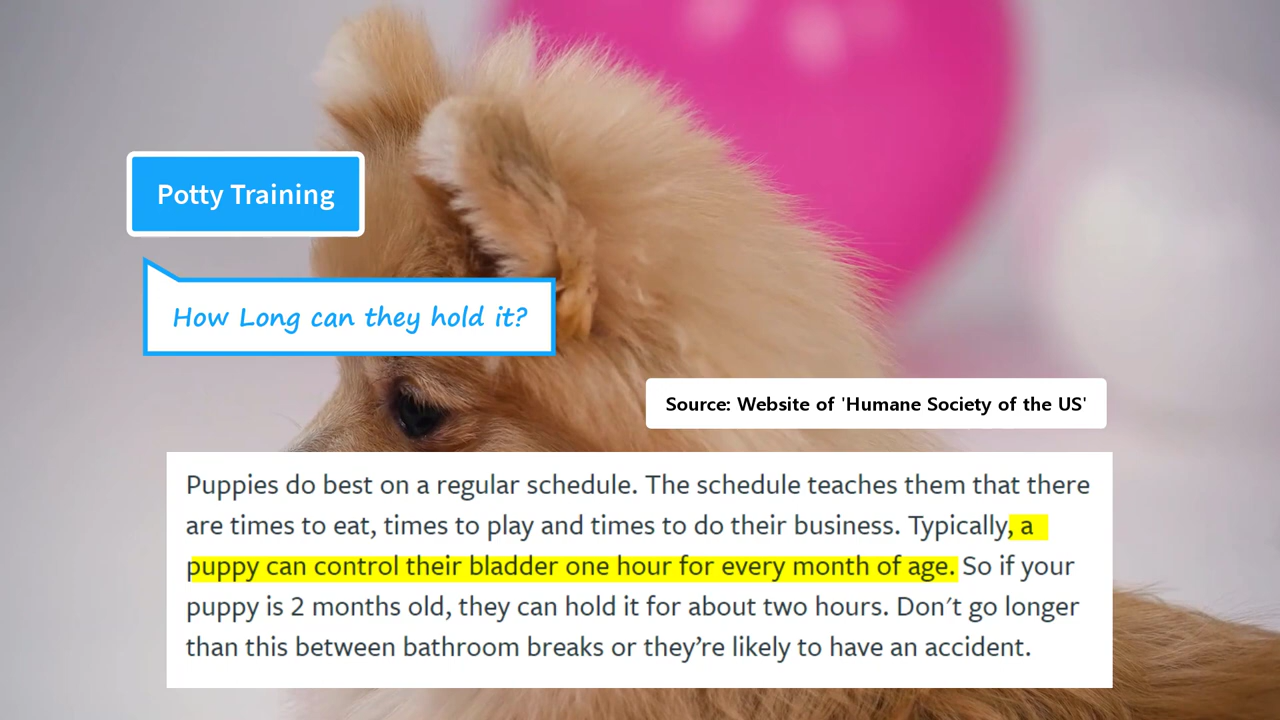 Potty Training
How Long can they hold it?
Source: Website of 'Humane Society of the US'
Puppies do best on a regular schedule. The schedule teaches them that there
are times to eat, times to play and times to do their business. Typically, a
puppy can control their bladder one hour for every month of age. So if your
puppy is 2 months old, they can hold it for about two hours. Don't go longer
than this between bathroom breaks or they’re likely to have an accident.